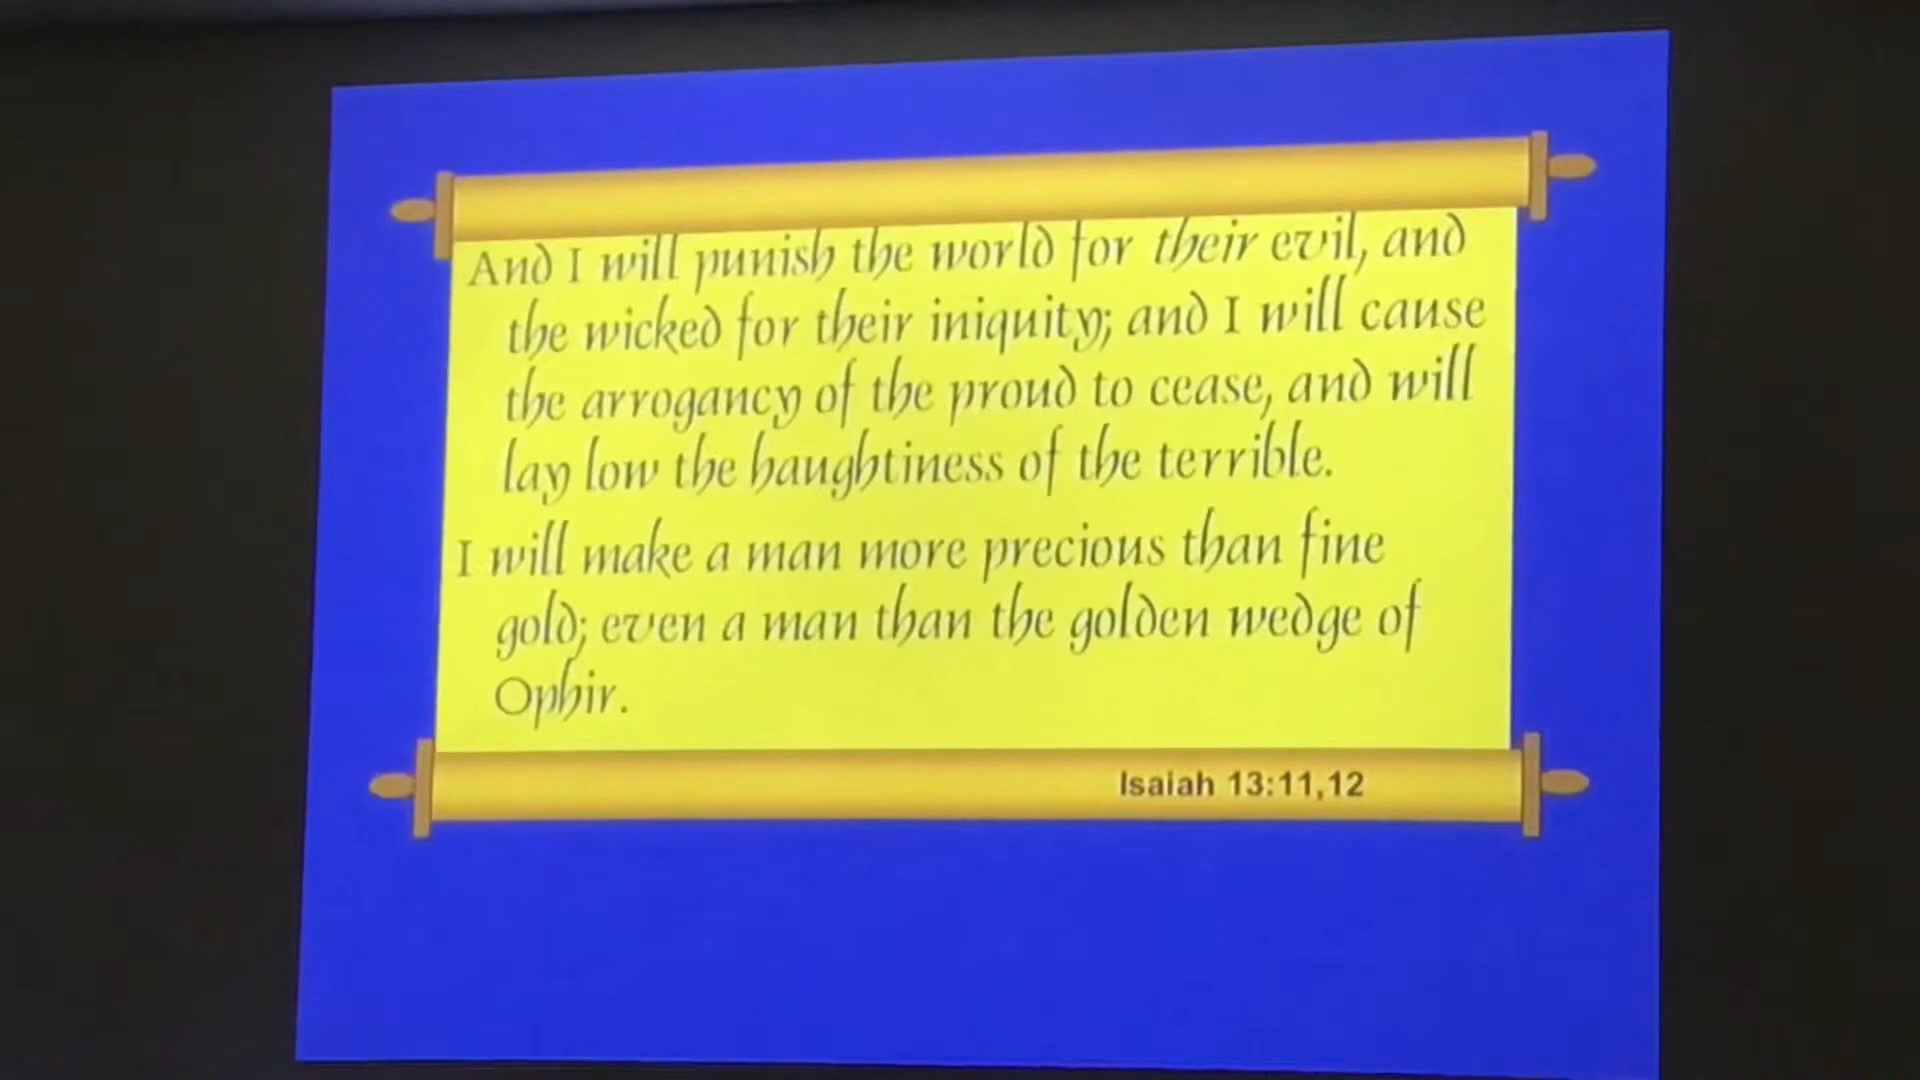 And I will punish the world for their evil, and
the wicked for their iniquity; and I will cause
the arrogancy of the proud to cease, and will
lay low the haughtiness of the terrible.
I will make a man more precious than fine
gold; even a man than the golden wedge of
Ophir.
Isaiah 13:11,12